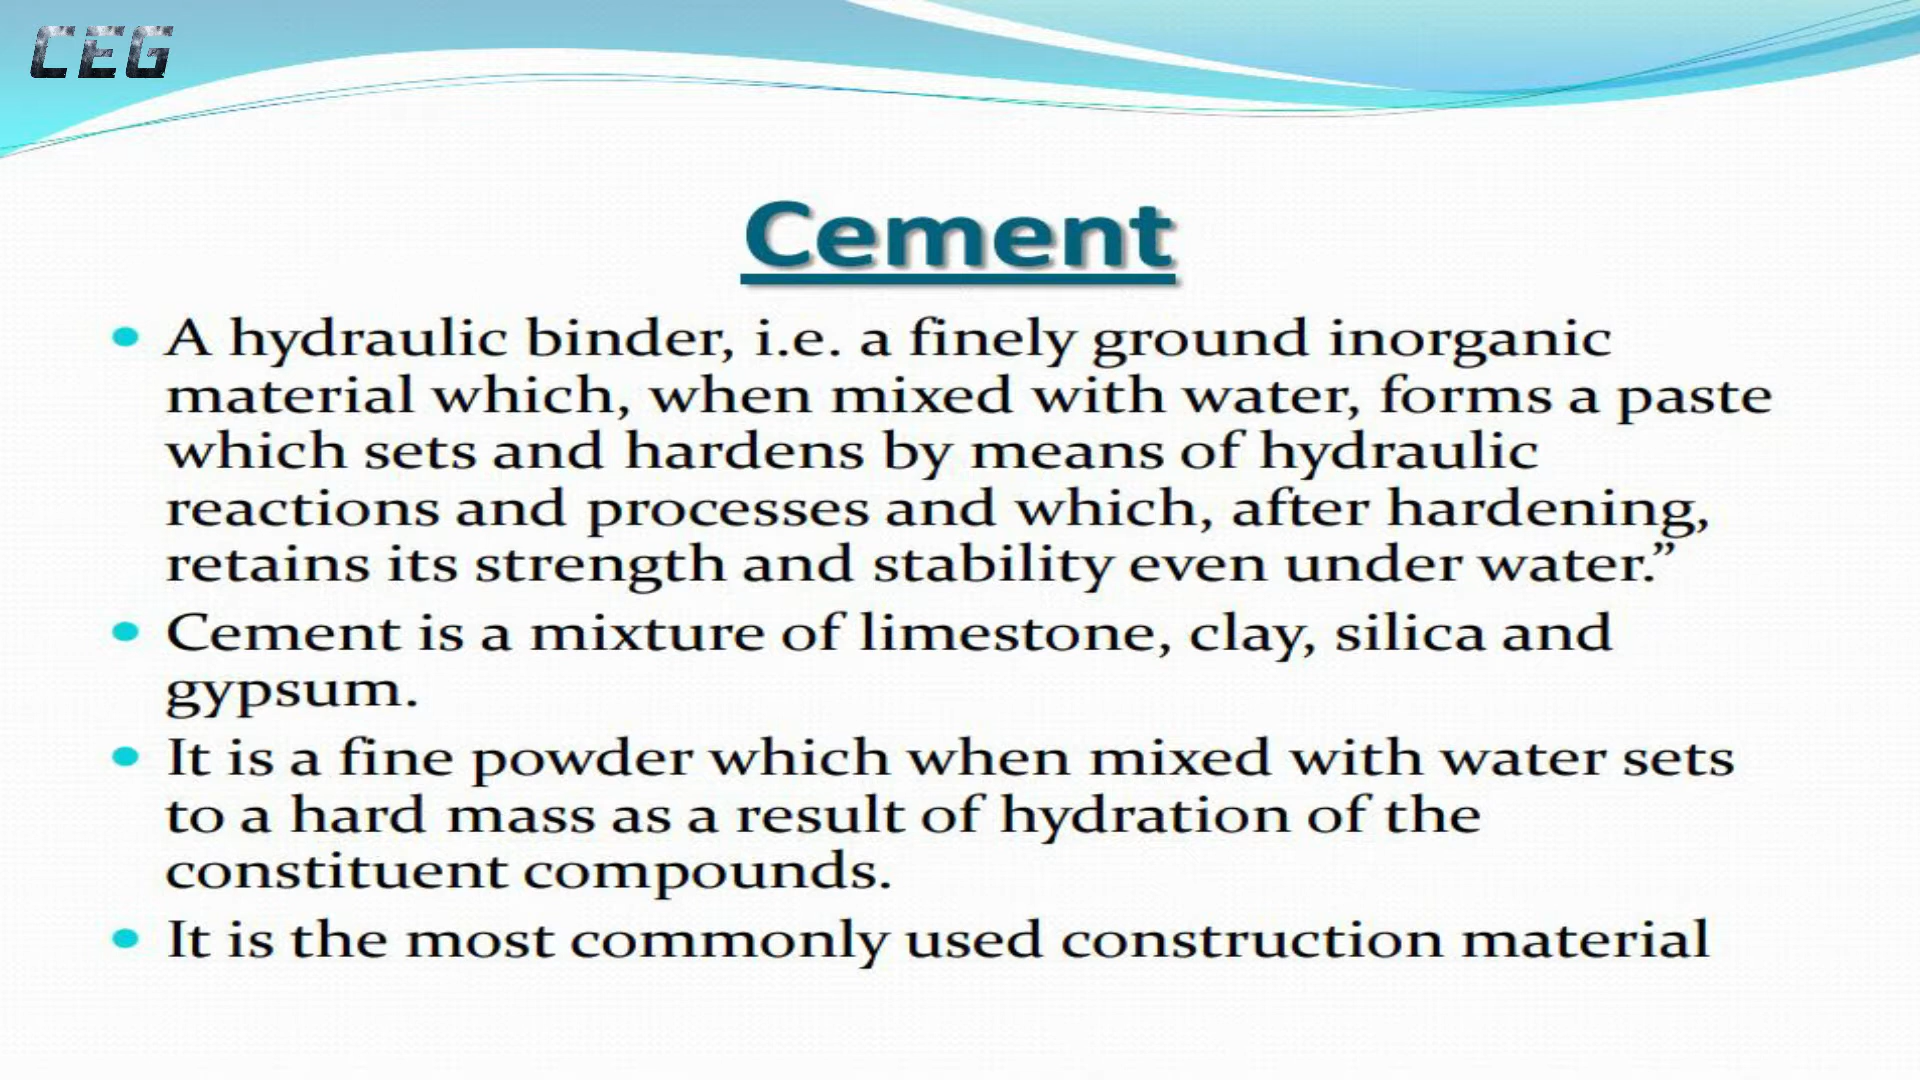 CEG
Cement
• A hydraulic binder, i.e. a finely ground inorganic
material which, when mixed with water, forms a paste
which sets and hardens by means of hydraulic
reactions and processes and which, after hardening,
retains its strength and stability even under water.”
• Cement is a mixture of limestone, clay, silica and
gypsum.
• It is a fine powder which when mixed with water sets
to a hard mass as a result of hydration of the
constituent compounds.
• It is the most commonly used construction material